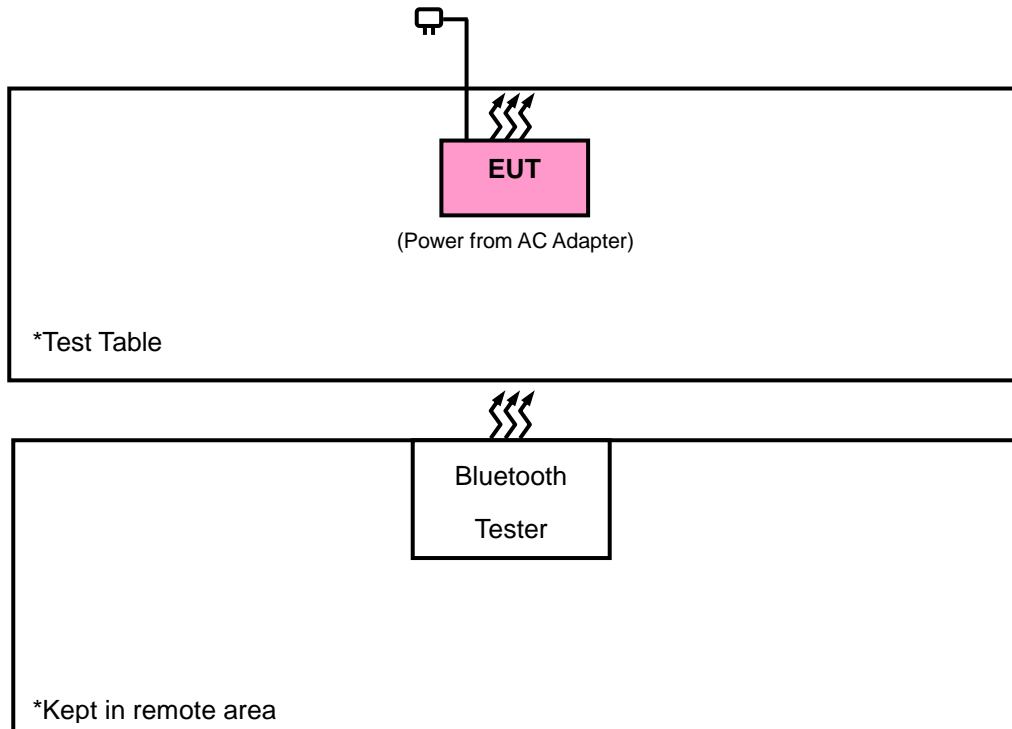 EUT
(Power from AC Adapter)
*Test Table
Bluetooth
Tester
*Kept in remote area